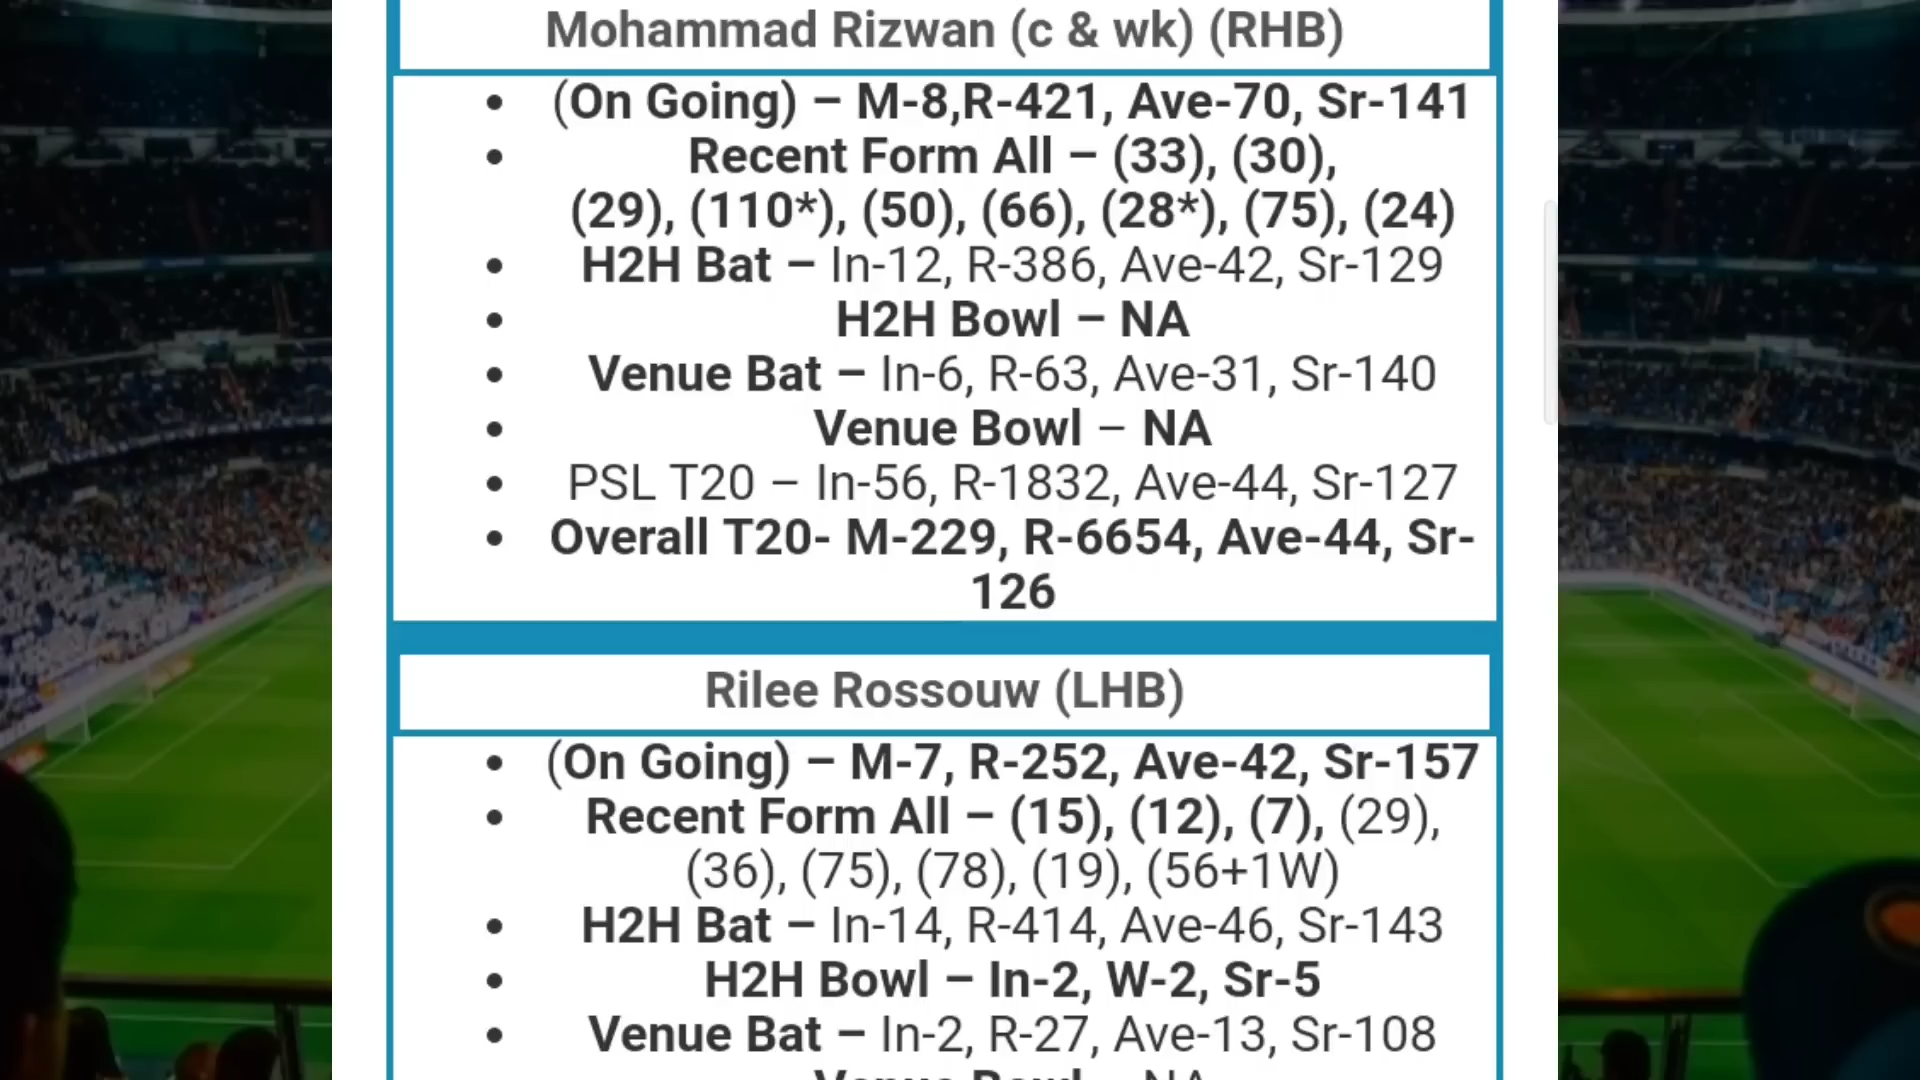 Mohammad Rizwan (c & wk) (RHB)
• (On Going) – M-8,R-421, Ave-70, Sr-141
• Recent Form All – (33), (30),
(29), (110*), (50), (66), (28*), (75), (24)
• H2H Bat – In-12, R-386, Ave-42, Sr-129
• H2H Bowl – NA
• Venue Bat – In-6, R-63, Ave-31, Sr-140
• Venue Bowl – NA
• PSL T20 – In-56, R-1832, Ave-44, Sr-127
• Overall T20- M-229, R-6654, Ave-44, Sr-
126
Rilee Rossouw (LHB)
• (On Going) – M-7, R-252, Ave-42, Sr-157
• Recent Form All – (15), (12), (7), (29),
(36), (75), (78), (19), (56+1W)
• H2H Bat – In-14, R-414, Ave-46, Sr-143
• H2H Bowl – In-2, W-2, Sr-5
• Venue Bat – In-2, R-27, Ave-13, Sr-108
Venue Bowl – NA